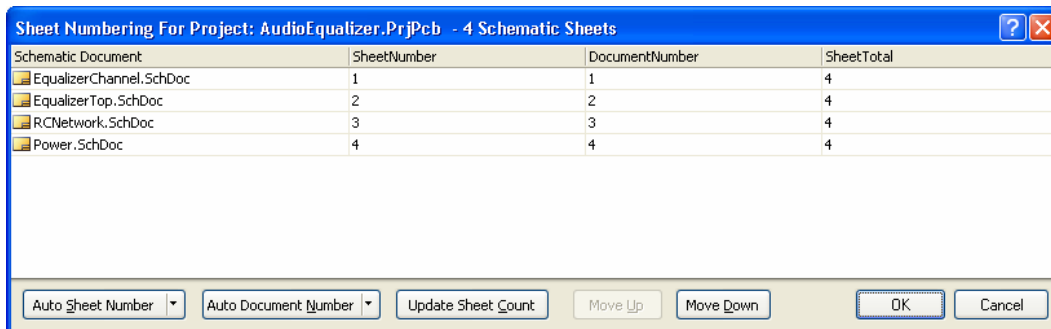 Sheet Numbering For Project: AudioEqualizer.PrjPcb - 4 Schematic Sheets ?
Schematic Document SheetNumber DocumentNumber SheetTotal
EqualizerChannel.SchDoc 1 1 4
EqualizerTop.SchDoc 2 2 4
RCNetwork.SchDoc 3 3 4
Power.SchDoc 4 4 4
Auto Sheet Number Auto Document Number Update Sheet Count Move Up Move Down OK Cancel